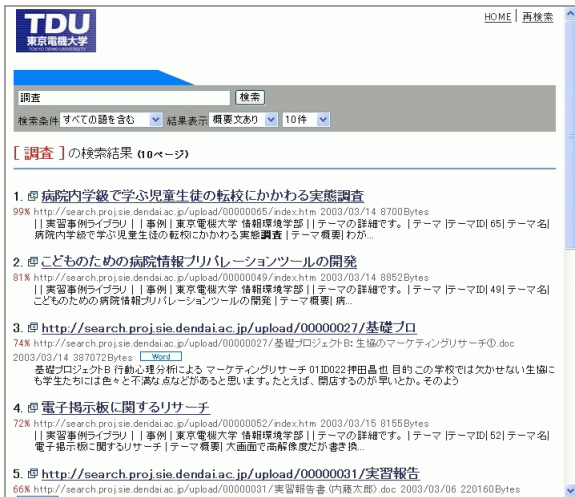 TDU
東京電機大学
TOKYO DENKI UNIVERSITY
HOME | 再検索
調査 検索
検索条件 すべての語を含む 結果表示 概要文あり 10件
[ 調査 ] の検索結果 (10ページ)
1. 病院内学級で学ぶ児童生徒の転校にかかわる実態調査
99% http://search.proj.sie.dendai.ac.jp/upload/00000065/index.htm 2003/03/14 8700Bytes
| | 実習事例ライブラリ | | 事例 | 東京電機大学 情報環境学部 | | テーマの詳細です。 | テーマ |テーマID| 65| テーマ名|
病院内学級で学ぶ児童生徒の転校にかかわる実態調査 | テーマ概要| わが...
2. こどものための病院情報プリパレーションツールの開発
81% http://search.proj.sie.dendai.ac.jp/upload/00000049/index.htm 2003/03/14 8852Bytes
| | 実習事例ライブラリ | | 事例 | 東京電機大学 情報環境学部 | | テーマの詳細です。 | テーマ |テーマID| 49| テーマ名|
こどものための病院情報プリパレーションツールの開発 | テーマ概要| 病...
3. http://search.proj.sie.dendai.ac.jp/upload/00000027/基礎プロ
74% http://search.proj.sie.dendai.ac.jp/upload/00000027/基礎プロジェクトB: 生協のマーケティングリサーチ①.doc
2003/03/14 387072Bytes Word
基礎プロジェクトB 行動心理分析による マーケティングリサーチ 01ID022 押田昌也 目的 この学校では欠かせない生協に
も学生たちには色々と不満な点などがあると思います。たとえば、閉店するのが早いとか。そのよう
4. 電子掲示板に関するリサーチ
72% http://search.proj.sie.dendai.ac.jp/upload/00000052/index.htm 2003/03/15 8155Bytes
| | 実習事例ライブラリ | | 事例 | 東京電機大学 情報環境学部 | | テーマの詳細です。 | テーマ |テーマID| 52| テーマ名|
電子掲示板に関するリサーチ | テーマ概要| 大画面で高解像度だが書き換...
5. http://search.proj.sie.dendai.ac.jp/upload/00000031/実習報告
66% http://search.proj.sie.dendai.ac.jp/upload/00000031/実習報告書(内藤太郎).doc 2003/03/06 220160Bytes